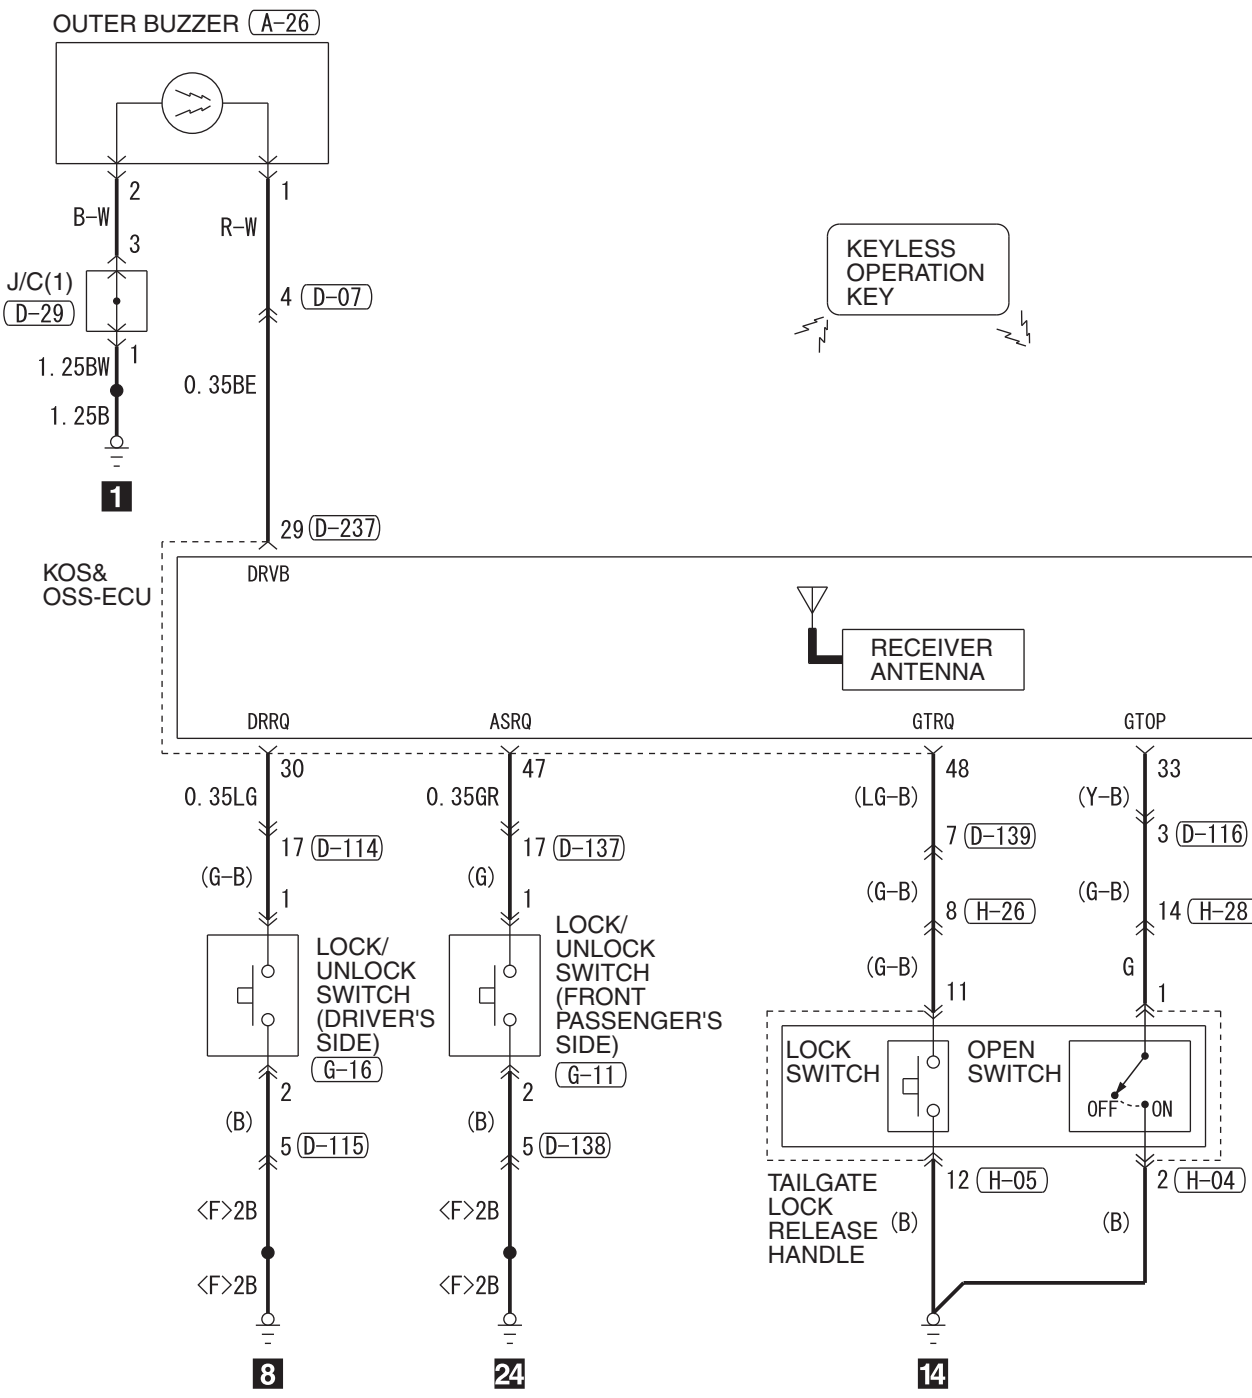 OUTER BUZZER A-26
2
1
B-W
R-W
3
J/C(1)
D-29
4 D-07
1
1.25BW
0.35BE
1.25B
1
KEYLESS
OPERATION
KEY
29 D-237
KOS&
OSS-ECU
DRVB
RECEIVER
ANTENNA
DRRQ ASRQ GTRQ GTOP
30 47 48 33
0.35LG 0.35GR (LG-B) (Y-B)
17 D-114 17 D-137 7 D-139 3 D-116
(G-B) (G) (G-B) (G-B)
1 1 8 H-26 14 H-28
(G-B) G
11 1
LOCK/
UNLOCK
SWITCH
(DRIVER'S
SIDE)
G-16
LOCK/
UNLOCK
SWITCH
(FRONT
PASSENGER'S
SIDE)
G-11
LOCK
SWITCH
OPEN
SWITCH
OFF ON
2 2
(B) (B)
5 D-115 5 D-138
12 H-05 2 H-04
TAILGATE
LOCK
RELEASE
HANDLE
(B) (B)
<F>2B <F>2B
<F>2B <F>2B
8 24 14